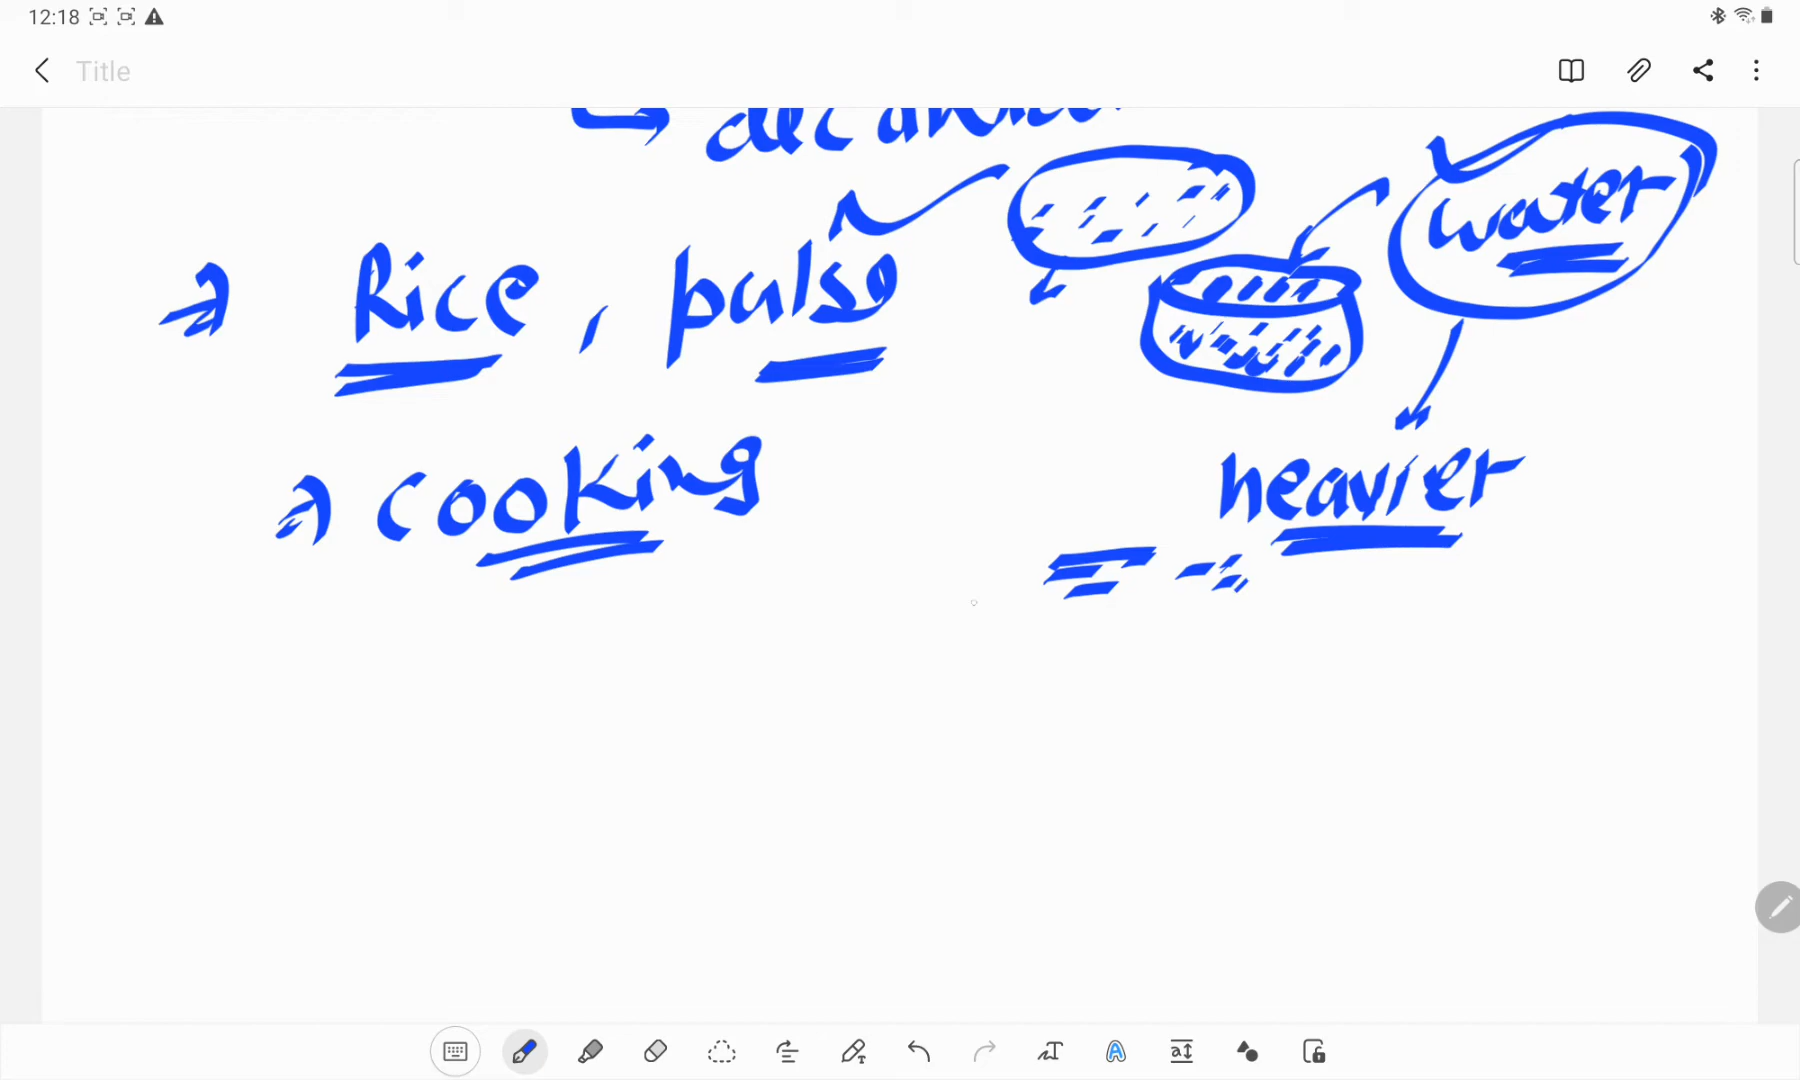 12:18
Title
water
Rice, pulse
cooking
heavier